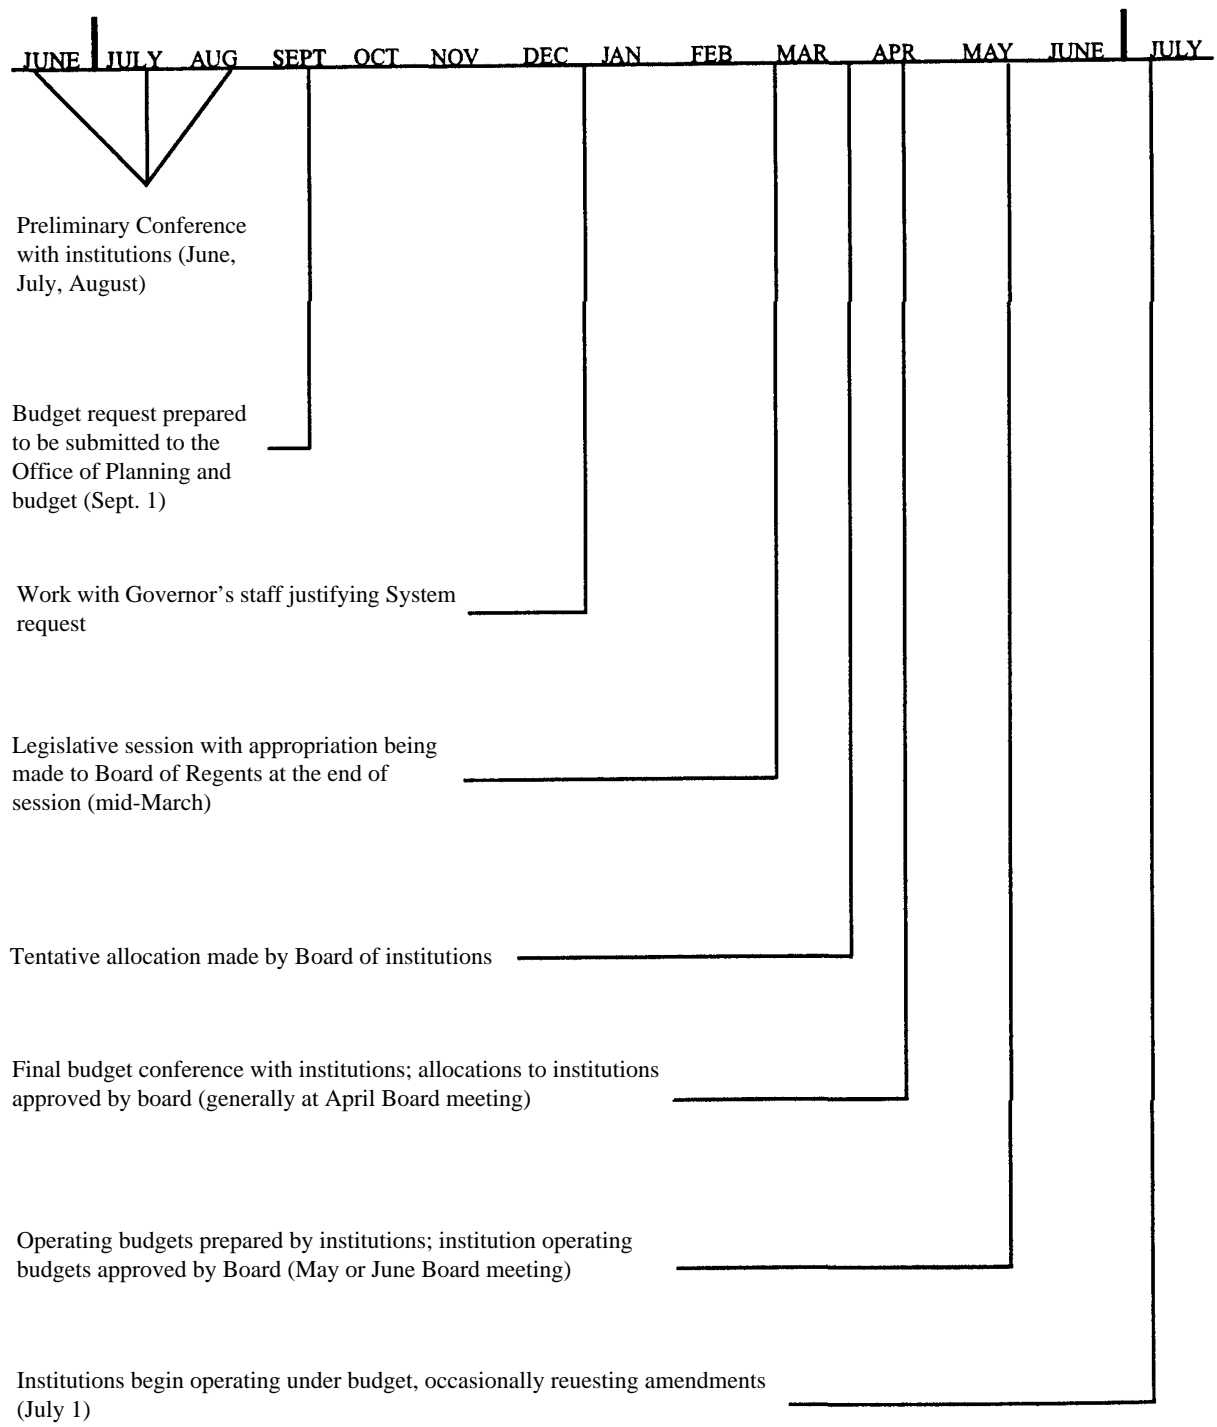 JUNE JULY AUG SEPT OCT NOV DEC JAN FEB MAR APR MAY JUNE JULY
Preliminary Conference
with institutions (June,
July, August)
Budget request prepared
to be submitted to the
Office of Planning and
budget (Sept. 1)
Work with Governor’s staff justifying System
request
Legislative session with appropriation being
made to Board of Regents at the end of
session (mid-March)
Tentative allocation made by Board of institutions
Final budget conference with institutions; allocations to institutions
approved by board (generally at April Board meeting)
Operating budgets prepared by institutions; institution operating
budgets approved by Board (May or June Board meeting)
Institutions begin operating under budget, occasionally reuesting amendments
(July 1)